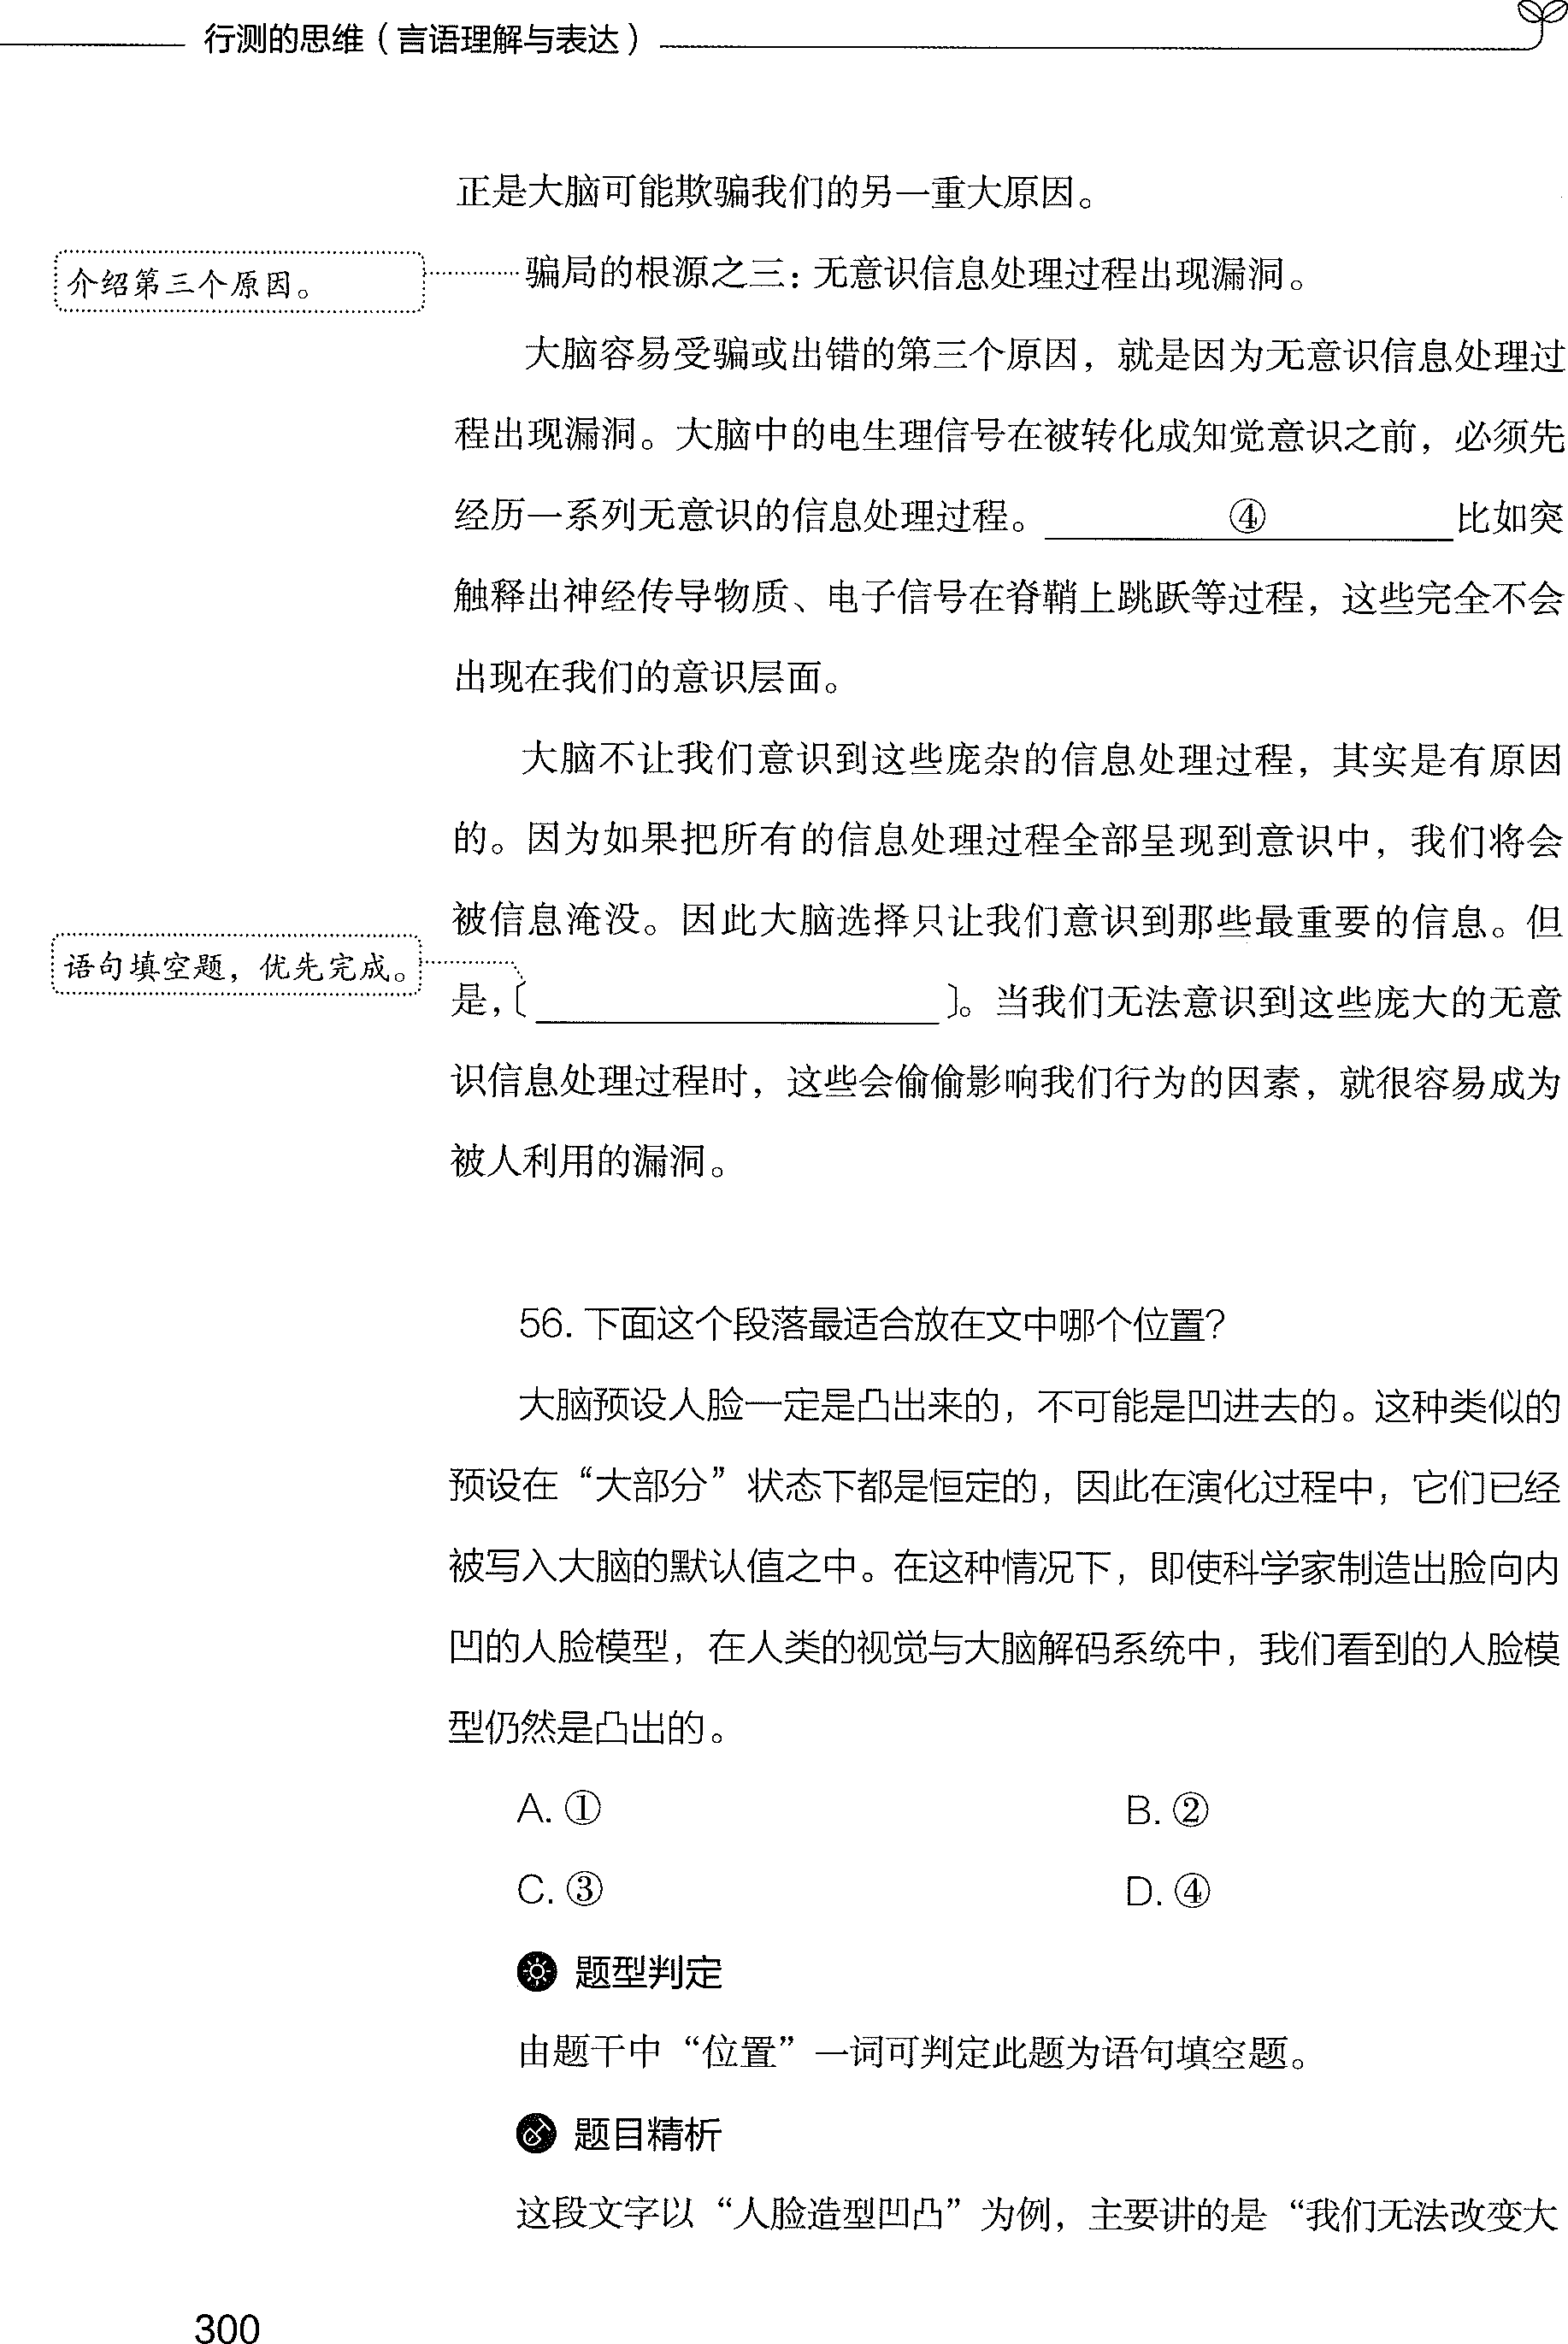 行测的思维（言语理解与表达）
正是大脑可能欺骗我们的另一重大原因。
介绍第三个原因。
骗局的根源之三：无意识信息处理过程出现漏洞。
大脑容易受骗或出错的第三个原因，就是因为无意识信息处理过
程出现漏洞。大脑中的电生理信号在被转化成知觉意识之前，必须先
经历一系列无意识的信息处理过程。④比如突
触释出神经传导物质、电子信号在脊鞘上跳跃等过程，这些完全不会
出现在我们的意识层面。
大脑不让我们意识到这些庞杂的信息处理过程，其实是有原因
的。因为如果把所有的信息处理过程全部呈现到意识中，我们将会
被信息淹没。因此大脑选择只让我们意识到那些最重要的信息。但
语句填空题，优先完成。
是，〔 〕。当我们无法意识到这些庞大的无意
识信息处理过程时，这些会偷偷影响我们行为的因素，就很容易成为
被人利用的漏洞。
56. 下面这个段落最适合放在文中哪个位置？
大脑预设人脸一定是凸出来的，不可能是凹进去的。这种类似的
预设在“大部分”状态下都是恒定的，因此在演化过程中，它们已经
被写入大脑的默认值之中。在这种情况下，即使科学家制造出脸向内
凹的人脸模型，在人类的视觉与大脑解码系统中，我们看到的人脸模
型仍然是凸出的。
A. ① B. ②
C. ③ D. ④
题型判定
由题干中“位置”一词可判定此题为语句填空题。
题目精析
这段文字以“人脸造型凹凸”为例，主要讲的是“我们无法改变大
300